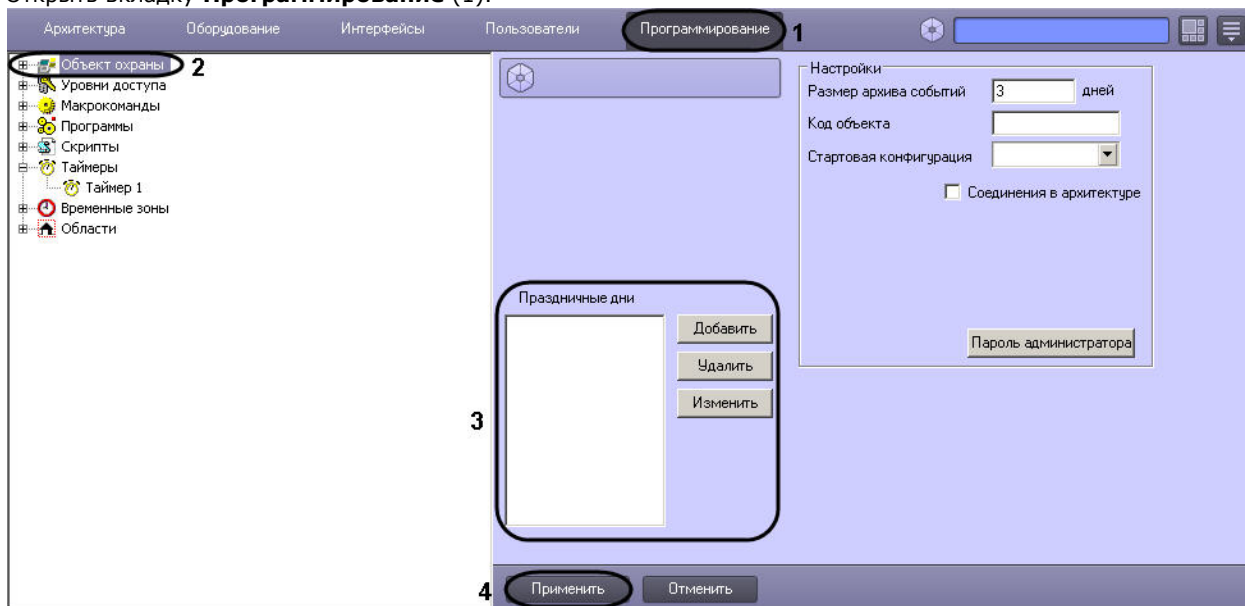 Открыть вкладку Программирование (1).
Архитектура Оборудование Интерфейсы Пользователи Программирование 1
Объект охраны 2
Уровни доступа
Макрокоманды
Программы
Скрипты
Таймеры
Таймер 1
Временные зоны
Области
Настройки
Размер архива событий 3 дней
Код объекта
Стартовая конфигурация
Соединения в архитектуре
Пароль администратора
Праздничные дни
Добавить
Удалить
Изменить
3
4 Применить Отменить